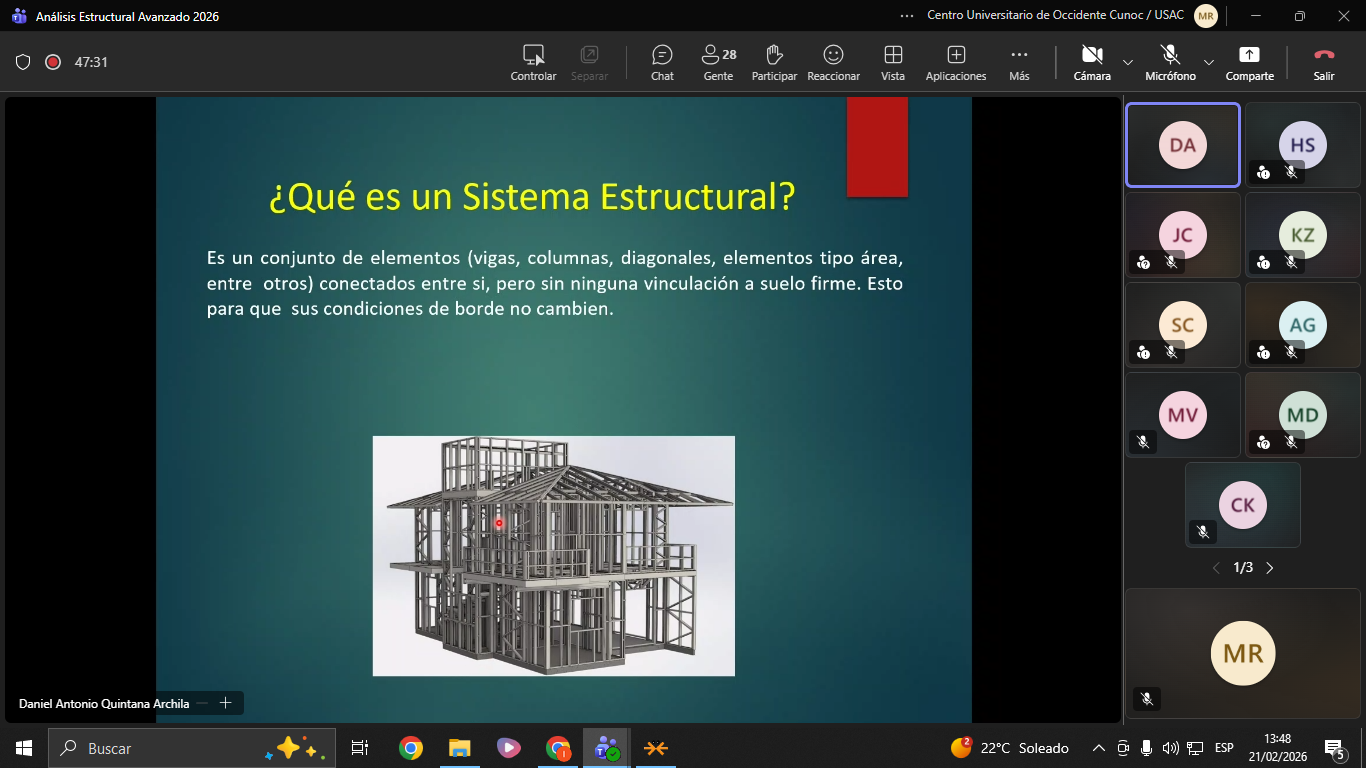 Análisis Estructural Avanzado 2026
Centro Universitario de Occidente Cunoc / USAC
MR
47:31
Controlar
Separar
Chat
28
Gente
Participar
Reaccionar
Vista
Aplicaciones
Más
Cámara
Micrófono
Comparte
Salir
¿Qué es un Sistema Estructural?
Es un conjunto de elementos (vigas, columnas, diagonales, elementos tipo área,
entre otros) conectados entre si, pero sin ninguna vinculación a suelo firme. Esto
para que sus condiciones de borde no cambien.
Daniel Antonio Quintana Archila
DA
HS
JC
KZ
SC
AG
MV
MD
CK
1/3
MR
Buscar
2
22°C Soleado
ESP
13:48
21/02/2026
5